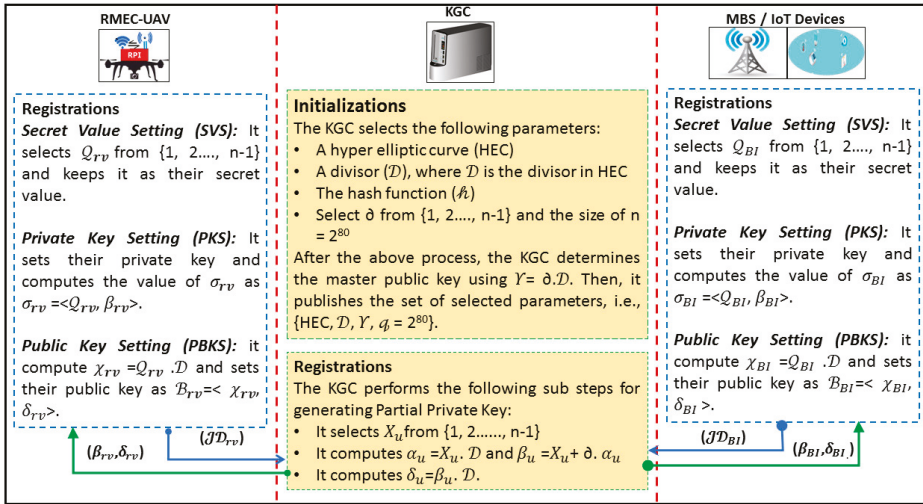 RMEC-UAV
RPI
Registrations
Secret Value Setting (SVS): It
selects 𝒬𝑟𝑣 from {1, 2...., n-1}
and keeps it as their secret
value.
Private Key Setting (PKS): It
sets their private key and
computes the value of σ𝑟𝑣 as
σ𝑟𝑣 =<𝒬𝑟𝑣, β𝑟𝑣>.
Public Key Setting (PBKS): it
compute χ𝑟𝑣 =𝒬𝑟𝑣 .𝒟 and sets
their public key as ℬ𝑟𝑣=< χ𝑟𝑣,
δ𝑟𝑣>.
(β𝑟𝑣,δ𝑟𝑣)
(𝒥𝒟𝑟𝑣)
KGC
Initializations
The KGC selects the following parameters:
• A hyper elliptic curve (HEC)
• A divisor (𝒟), where 𝒟 is the divisor in HEC
• The hash function (ℏ)
• Select ∂ from {1, 2...., n-1} and the size of n
= 2⁸⁰
After the above process, the KGC determines
the master public key using ϒ= ∂.𝒟. Then, it
publishes the set of selected parameters, i.e.,
{HEC, 𝒟, ϒ, 𝓆 = 2⁸⁰}.
Registrations
The KGC performs the following sub steps for
generating Partial Private Key:
• It selects 𝑋𝑢 from {1, 2......, n-1}
• It computes α𝑢 =𝑋𝑢. 𝒟 and β𝑢 =𝑋𝑢+ ∂. α𝑢
• It computes δ𝑢=β𝑢. 𝒟.
MBS / IoT Devices
Registrations
Secret Value Setting (SVS): It
selects 𝒬𝐵𝐼 from {1, 2...., n-1}
and keeps it as their secret
value.
Private Key Setting (PKS): It
sets their private key and
computes the value of σ𝐵𝐼 as
σ𝐵𝐼 =<𝒬𝐵𝐼, β𝐵𝐼>.
Public Key Setting (PBKS): it
compute χ𝐵𝐼 =𝒬𝐵𝐼 .𝒟 and sets
their public key as ℬ𝐵𝐼=< χ𝐵𝐼,
δ𝐵𝐼 >.
(𝒥𝒟𝐵𝐼)
(β𝐵𝐼,δ𝐵𝐼 )